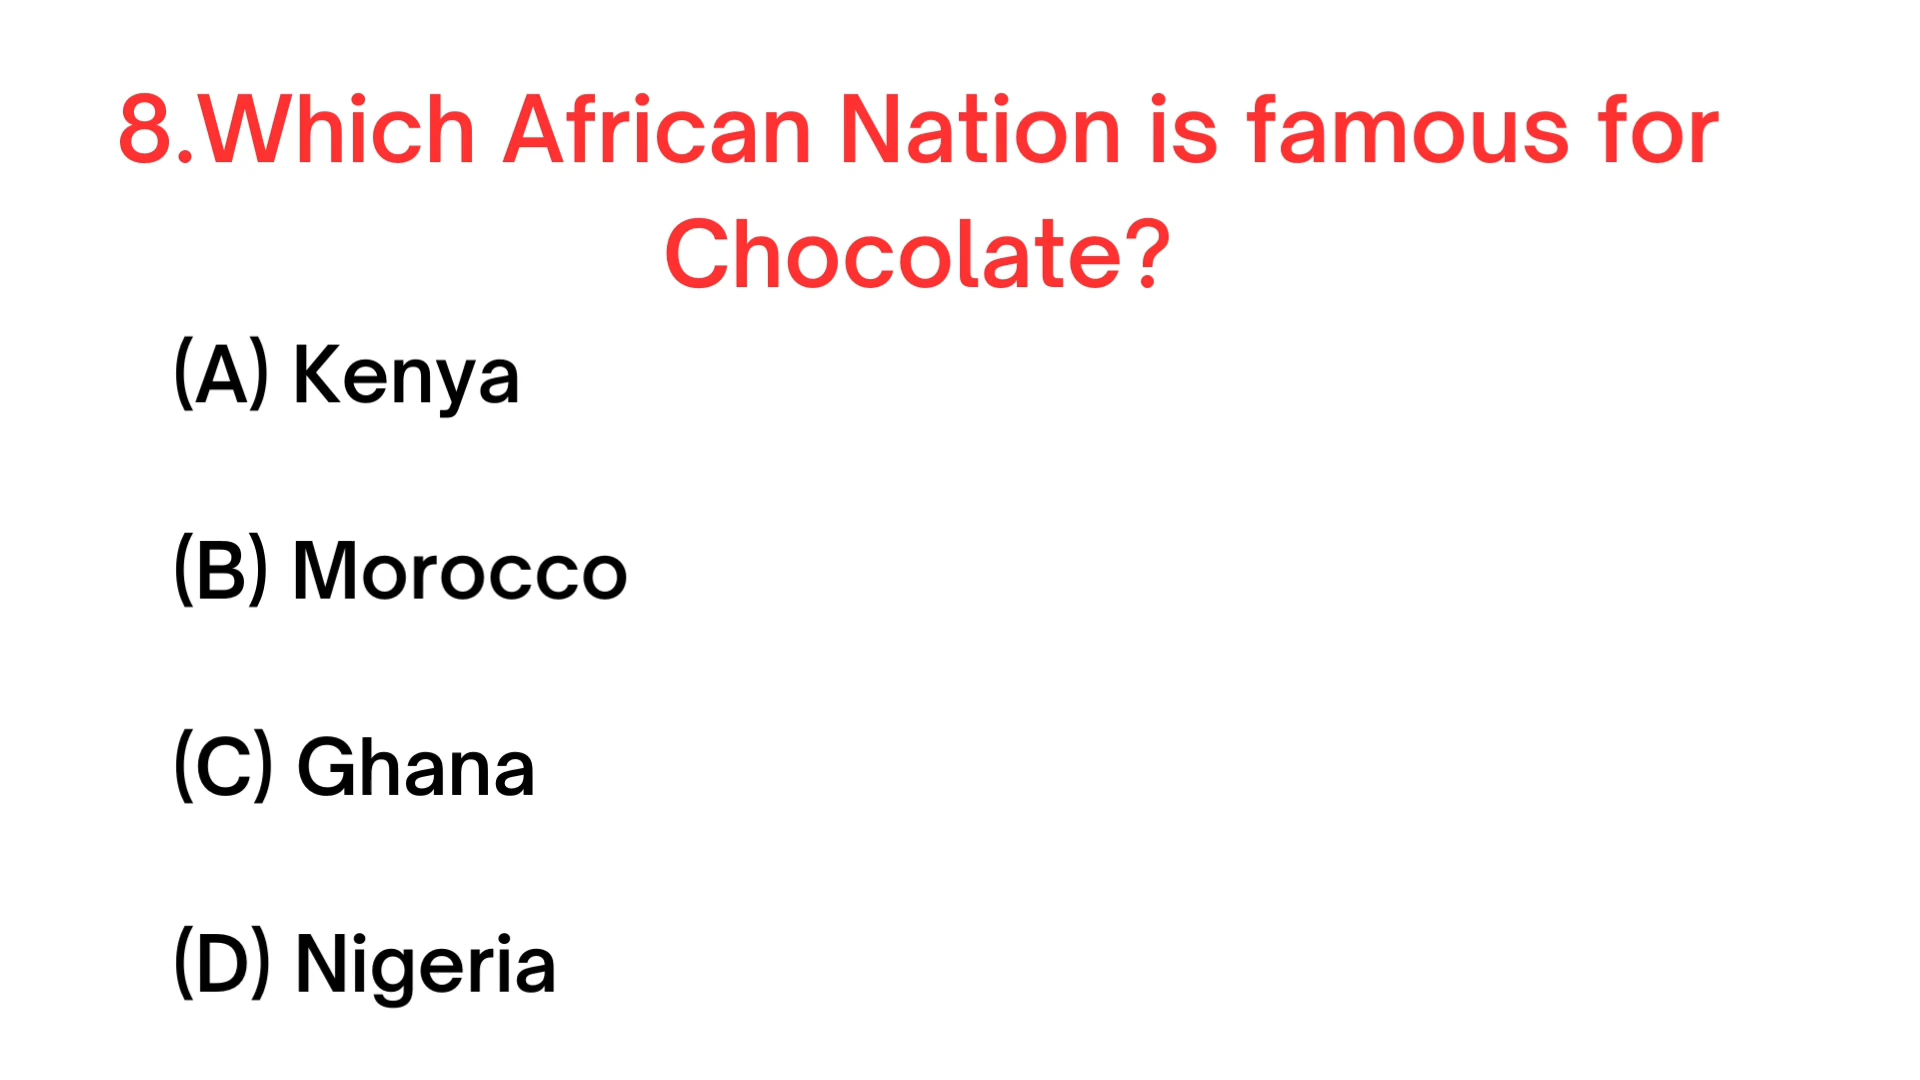 8.Which African Nation is famous for
Chocolate?
(A) Kenya
(B) Morocco
(C) Ghana
(D) Nigeria